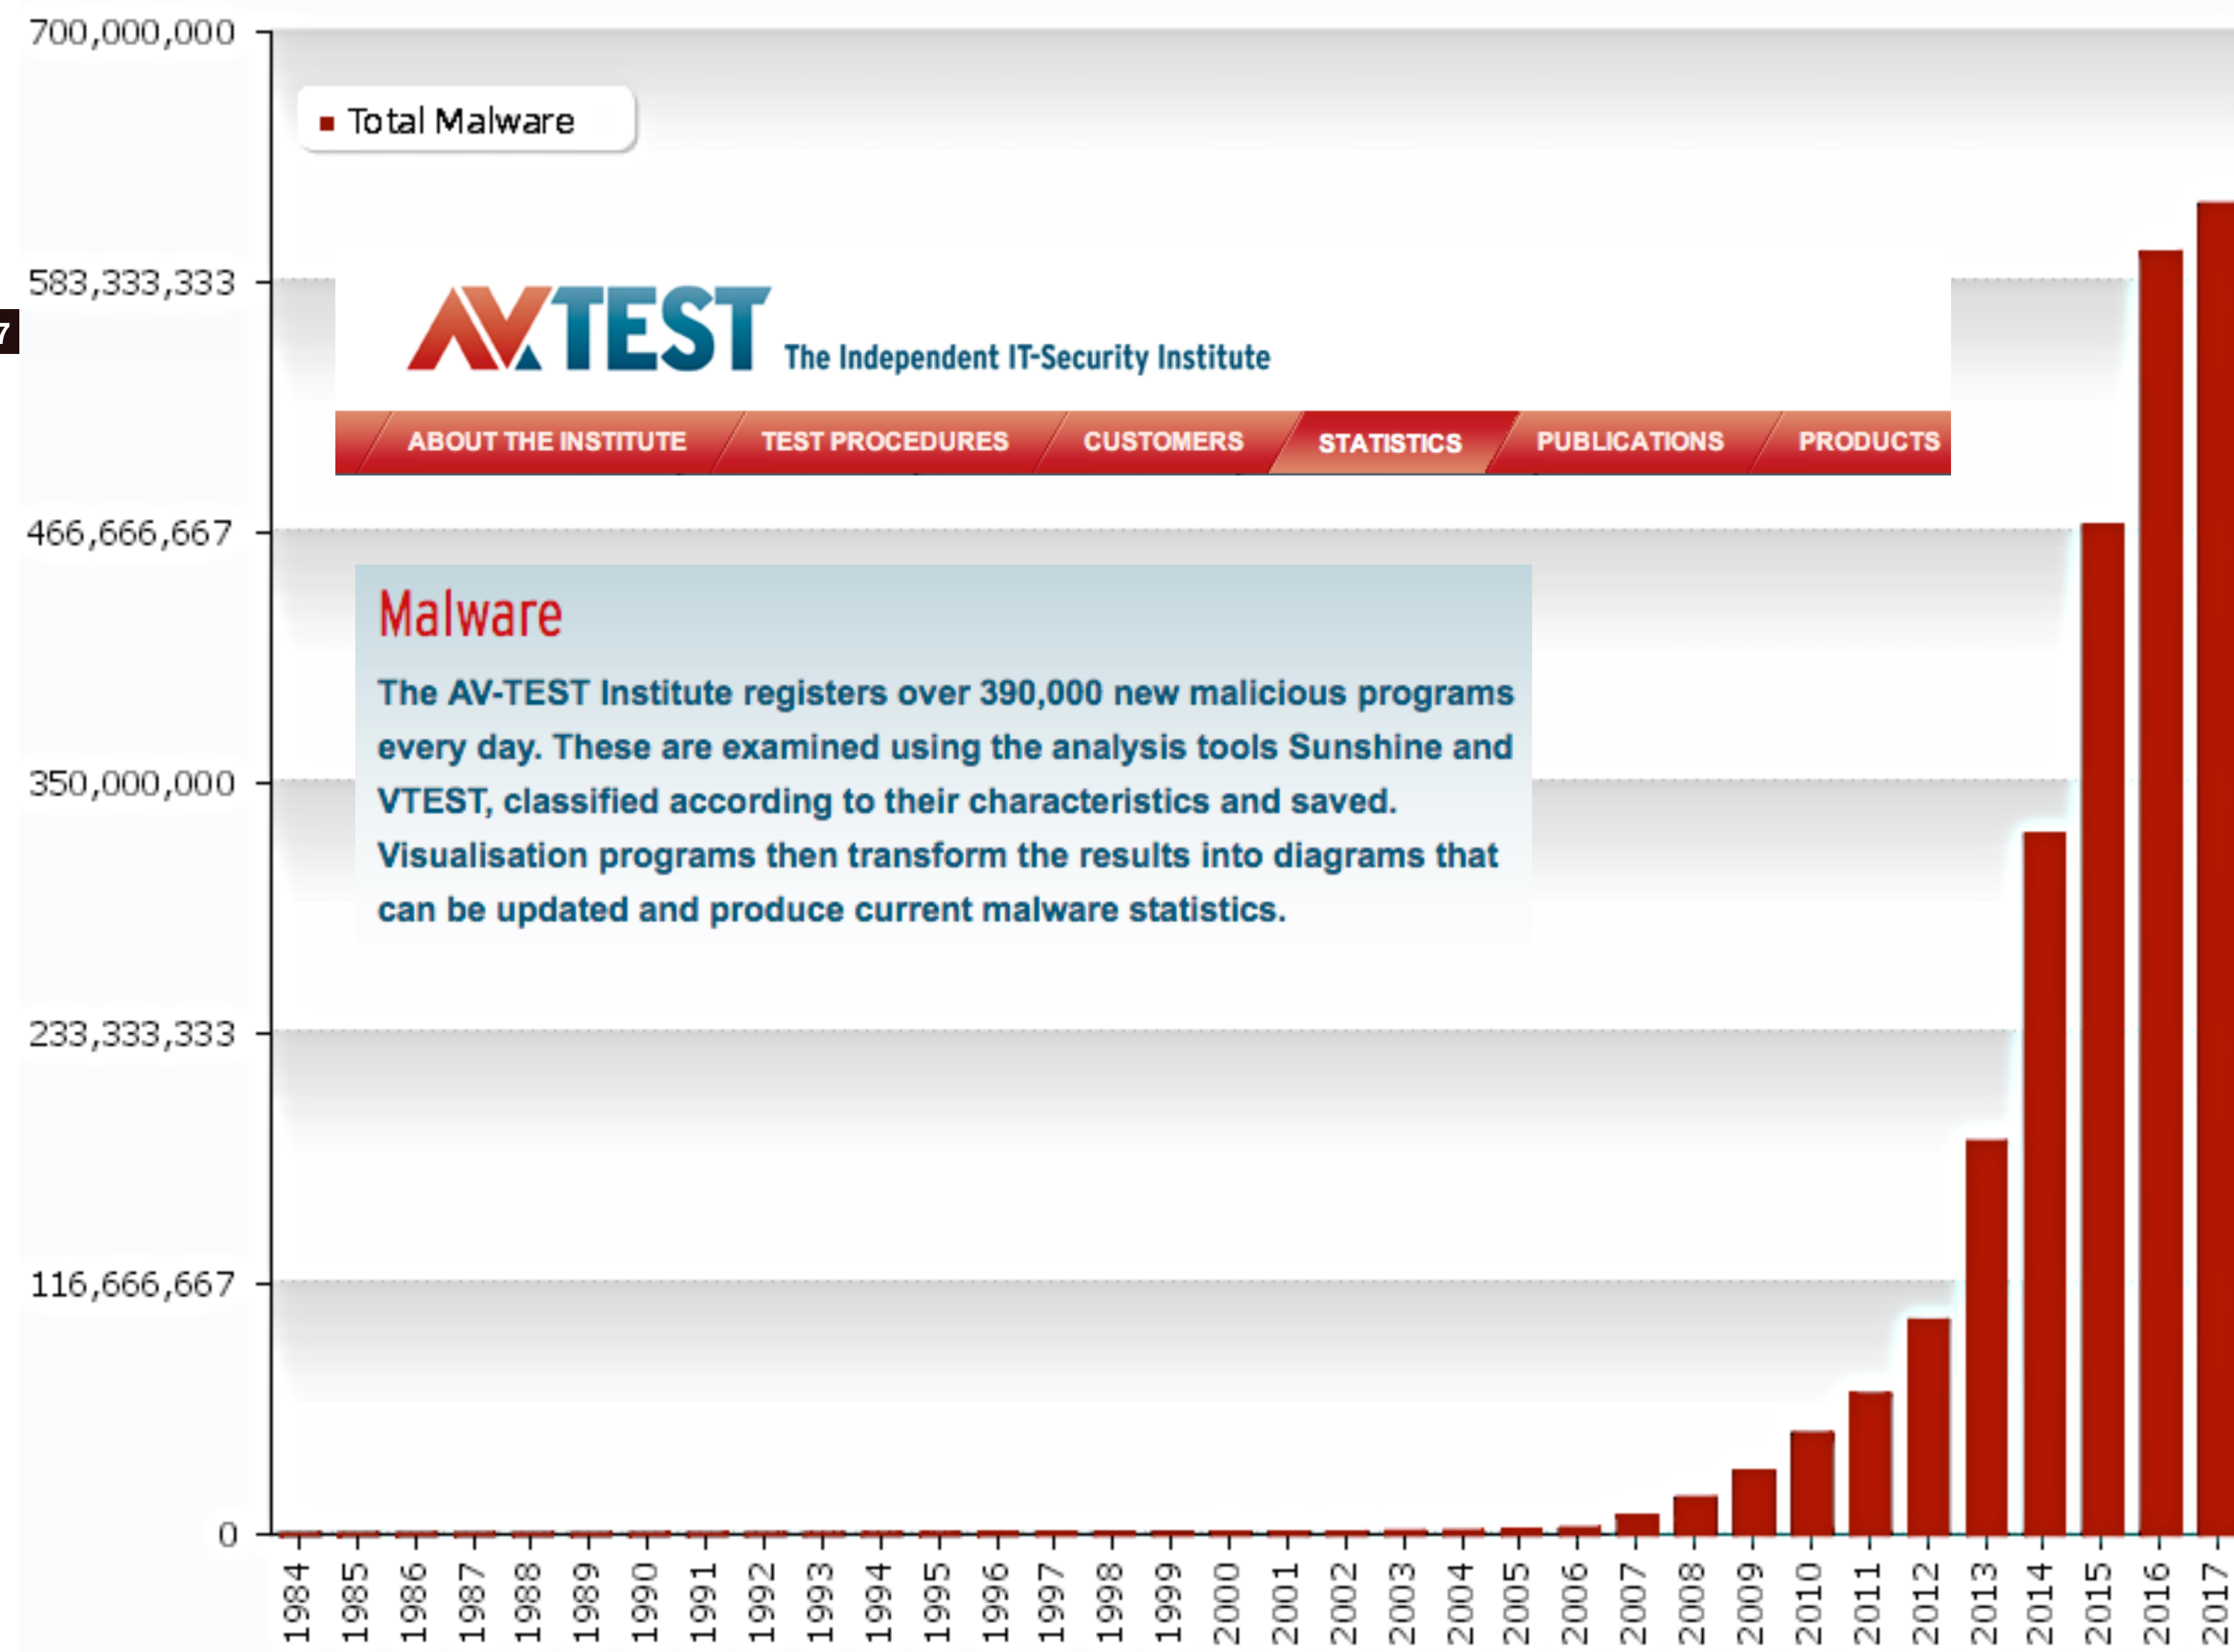 700,000,000
Total Malware
583,333,333
7
AVTEST The Independent IT-Security Institute
ABOUT THE INSTITUTE TEST PROCEDURES CUSTOMERS STATISTICS PUBLICATIONS PRODUCTS
466,666,667
Malware
The AV-TEST Institute registers over 390,000 new malicious programs
every day. These are examined using the analysis tools Sunshine and
VTEST, classified according to their characteristics and saved.
Visualisation programs then transform the results into diagrams that
can be updated and produce current malware statistics.
350,000,000
233,333,333
116,666,667
0
1984 1985 1986 1987 1988 1989 1990 1991 1992 1993 1994 1995 1996 1997 1998 1999 2000 2001 2002 2003 2004 2005 2006 2007 2008 2009 2010 2011 2012 2013 2014 2015 2016 2017